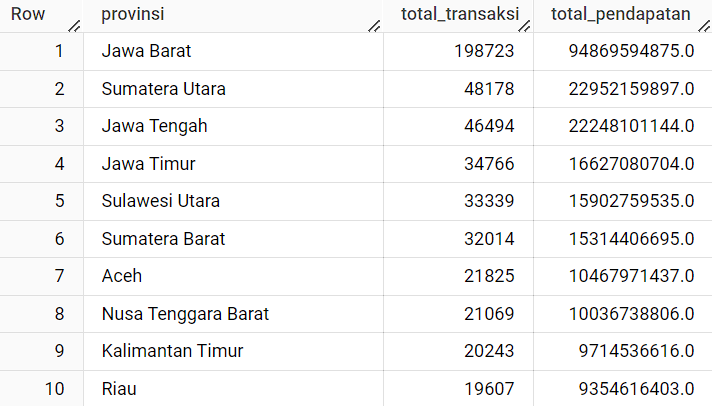 Row provinsi total_transaksi total_pendapatan
1 Jawa Barat 198723 94869594875.0
2 Sumatera Utara 48178 22952159897.0
3 Jawa Tengah 46494 22248101144.0
4 Jawa Timur 34766 16627080704.0
5 Sulawesi Utara 33339 15902759535.0
6 Sumatera Barat 32014 15314406695.0
7 Aceh 21825 10467971437.0
8 Nusa Tenggara Barat 21069 10036738806.0
9 Kalimantan Timur 20243 9714536616.0
10 Riau 19607 9354616403.0